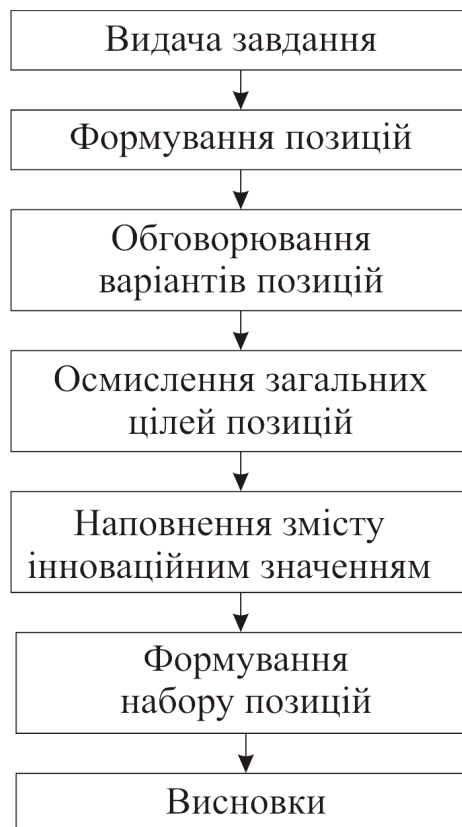 Видача завдання
Формування позицій
Обговорювання
варіантів позицій
Осмислення загальних
цілей позицій
Наповнення змісту
інноваційним значенням
Формування
набору позицій
Висновки